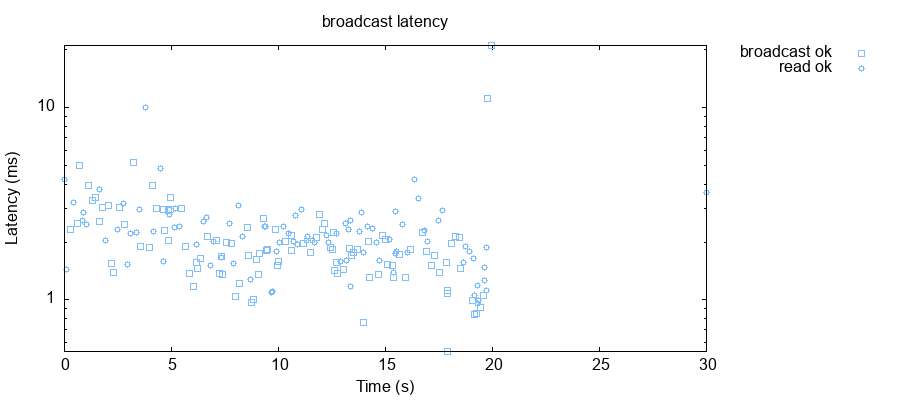 broadcast latency
broadcast ok
read ok
Latency (ms)
10
1
0 5 10 15 20 25 30
Time (s)